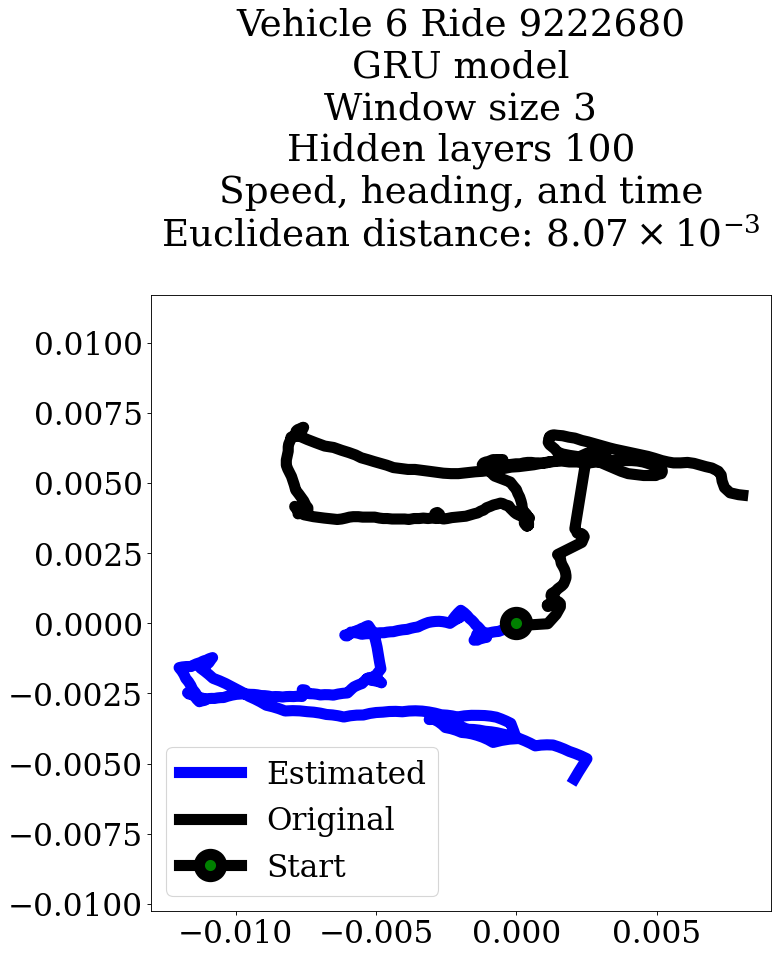 Vehicle 6 Ride 9222680
GRU model
Window size 3
Hidden layers 100
Speed, heading, and time
Euclidean distance: 8.07 × 10⁻³
0.0100
0.0075
0.0050
0.0025
0.0000
−0.0025
−0.0050
−0.0075
−0.0100
Estimated
Original
Start
−0.010 −0.005 0.000 0.005